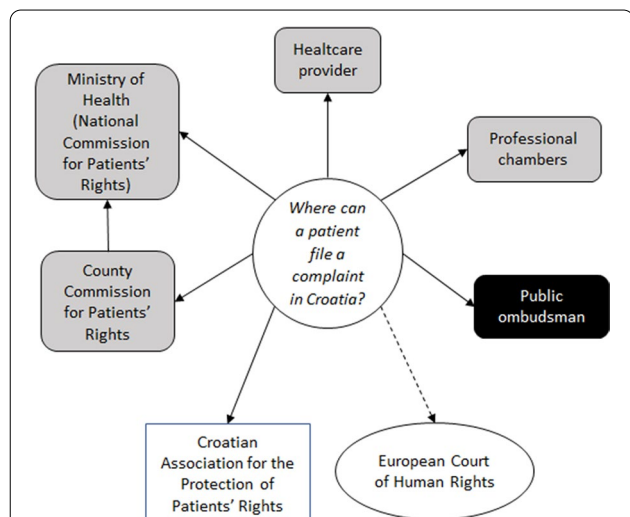 Healtcare
provider
Ministry of
Health
(National
Commission
for Patients'
Rights)
Professional
chambers
Where can
a patient
file a
complaint
in Croatia?
County
Commission
for Patients'
Rights
Public
ombudsman
Croatian
Association for the
Protection of
Patients' Rights
European Court
of Human Rights